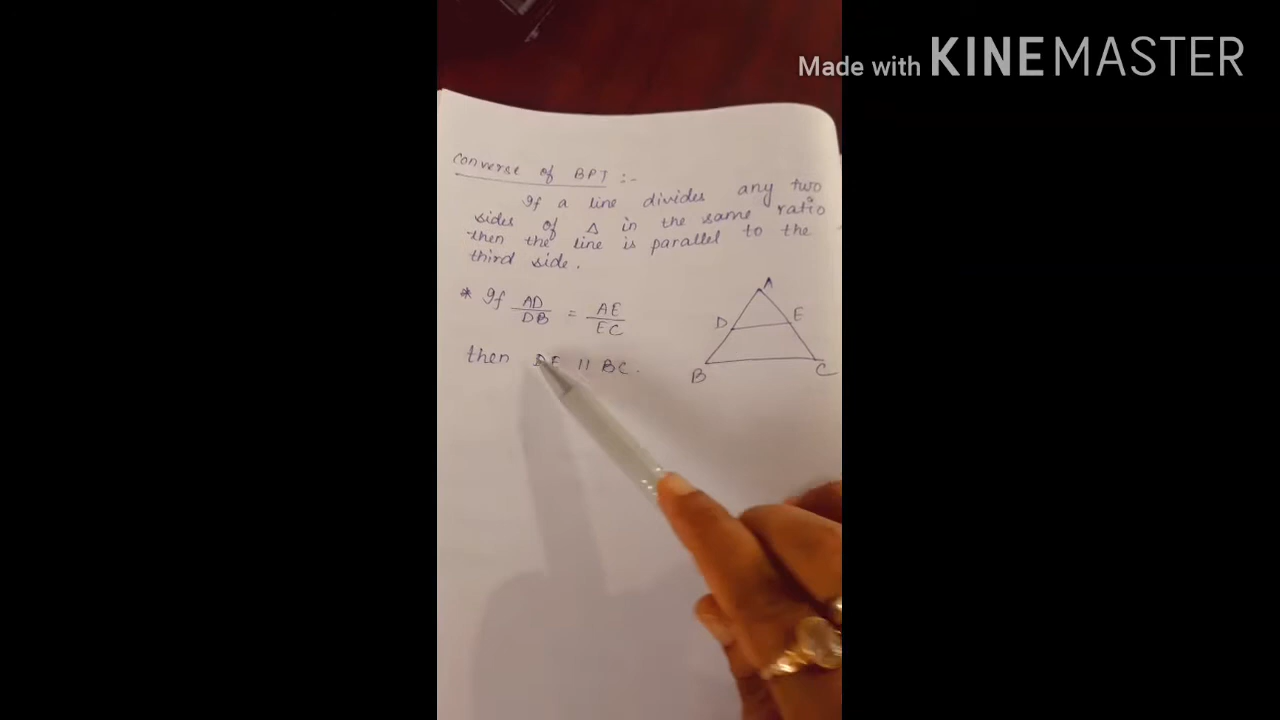 Made with KINEMASTER
Converse of BPT :-
If a line divides any two
sides of Δ in the same ratio
then the line is parallel to the
third side.
* If AD/DB = AE/EC
then DE || BC.
A
D E
B C